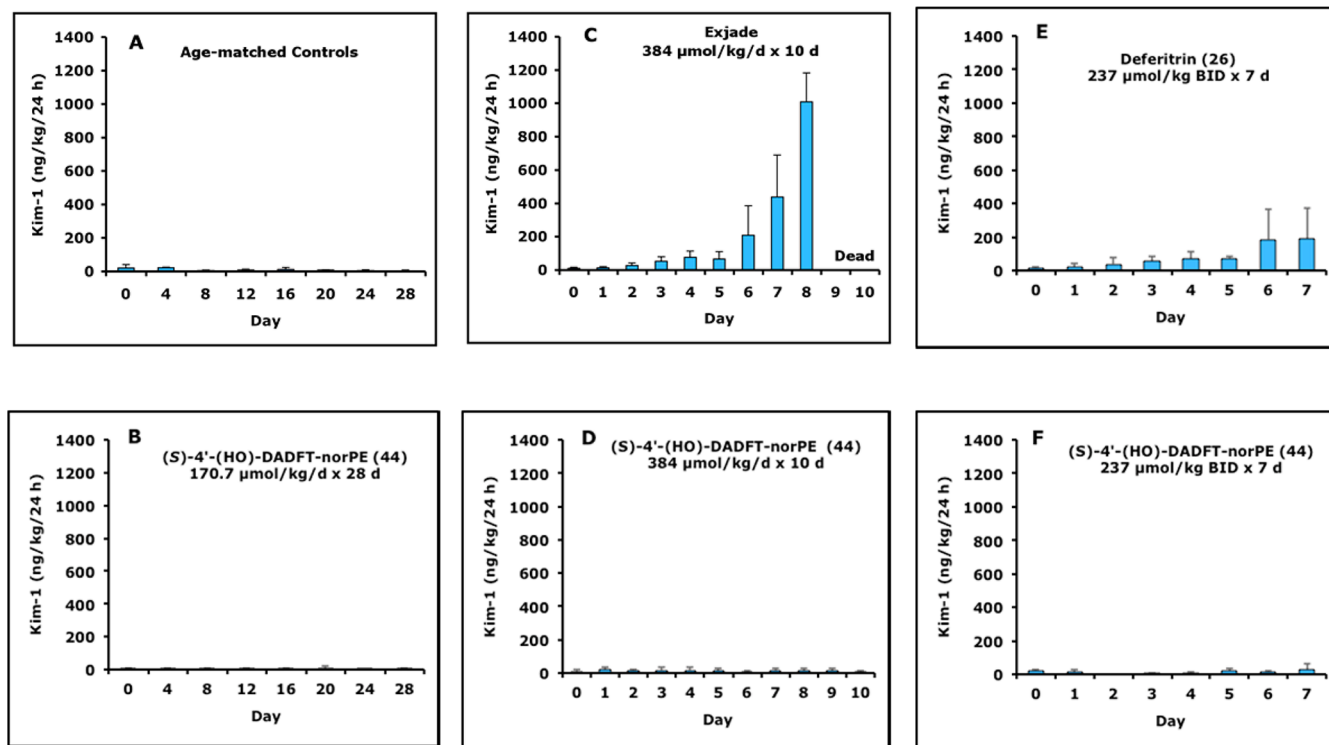 A
Age-matched Controls
Kim-1 (ng/kg/24 h)
1400
1200
1000
800
600
400
200
0
0 4 8 12 16 20 24 28
Day
C
Exjade
384 µmol/kg/d x 10 d
Kim-1 (ng/kg/24 h)
1400
1200
1000
800
600
400
200
0
Dead
0 1 2 3 4 5 6 7 8 9 10
Day
E
Deferitrin (26)
237 µmol/kg BID x 7 d
Kim-1 (ng/kg/24 h)
1400
1200
1000
800
600
400
200
0
0 1 2 3 4 5 6 7
Day
B
(S)-4'-(HO)-DADFT-norPE (44)
170.7 µmol/kg/d x 28 d
Kim-1 (ng/kg/24 h)
1400
1200
1000
800
600
400
200
0
0 4 8 12 16 20 24 28
Day
D
(S)-4'-(HO)-DADFT-norPE (44)
384 µmol/kg/d x 10 d
Kim-1 (ng/kg/24 h)
1400
1200
1000
800
600
400
200
0
0 1 2 3 4 5 6 7 8 9 10
Day
F
(S)-4'-(HO)-DADFT-norPE (44)
237 µmol/kg BID x 7 d
Kim-1 (ng/kg/24 h)
1400
1200
1000
800
600
400
200
0
0 1 2 3 4 5 6 7
Day